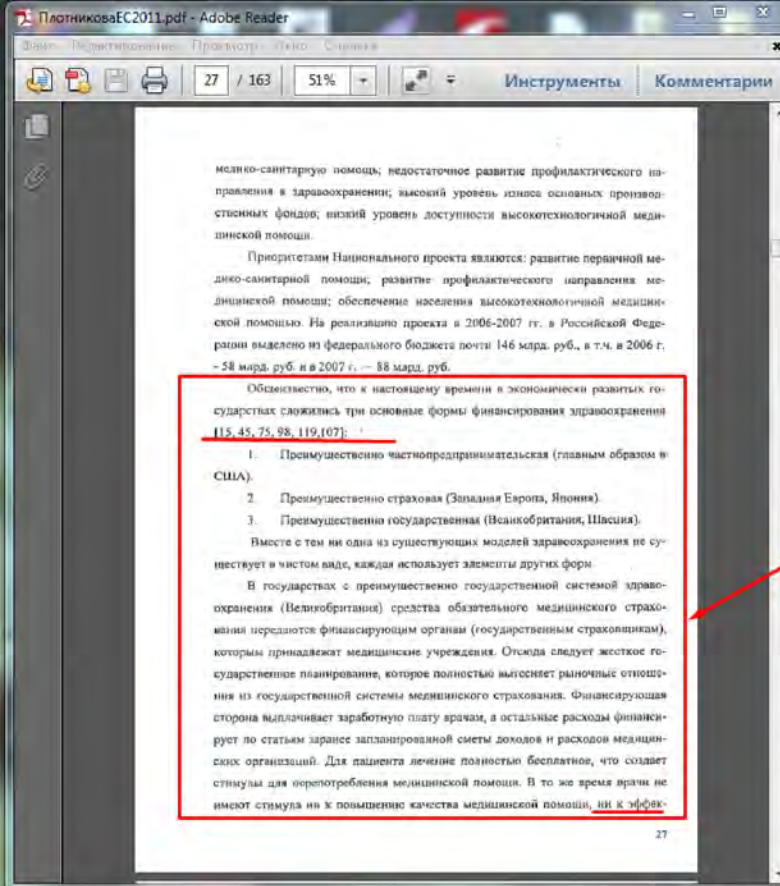 ПлотниковаЕС2011.pdf - Adobe Reader
Файл Редактирование Просмотр Окно Справка
27 / 163 51% Инструменты Комментарии
медико-санитарную помощь; недостаточное развитие профилактического на-
правления в здравоохранении; высокий уровень износа основных производ-
ственных фондов; низкий уровень доступности высокотехнологичной меди-
цинской помощи.
Приоритетами Национального проекта являются: развитие первичной ме-
дико-санитарной помощи; развитие профилактического направления ме-
дицинской помощи; обеспечение населения высокотехнологичной медицин-
ской помощью. На реализацию проекта в 2006-2007 гг. в Российской Феде-
рации выделено из федерального бюджета почти 146 млрд. руб., в т.ч. в 2006 г.
- 58 млрд. руб. и в 2007 г. — 88 млрд. руб.
Общеизвестно, что к настоящему времени в экономически развитых го-
сударствах сложились три основные формы финансирования здравоохранения
[15, 45, 75, 98, 119,107]:
1. Преимущественно частнопредпринимательская (главным образом в
США).
2. Преимущественно страховая (Западная Европа, Япония).
3. Преимущественно государственная (Великобритания, Швеция).
Вместе с тем ни одна из существующих моделей здравоохранения не су-
ществует в чистом виде, каждая использует элементы других форм.
В государствах с преимущественно государственной системой здраво-
охранения (Великобритания) средства обязательного медицинского страхо-
вания передаются финансирующим органам (государственным страховщикам),
которым принадлежат медицинские учреждения. Отсюда следует жесткое го-
сударственное планирование, которое полностью вытесняет рыночные отноше-
ния из государственной системы медицинского страхования. Финансирующая
сторона выплачивает заработную плату врачам, а остальные расходы финанси-
рует по статьям заранее запланированной сметы доходов и расходов медицин-
ских организаций. Для пациента лечение полностью бесплатное, что создает
стимулы для перепотребления медицинской помощи. В то же время врачи не
имеют стимула ни к повышению качества медицинской помощи, ни к эффек-
27